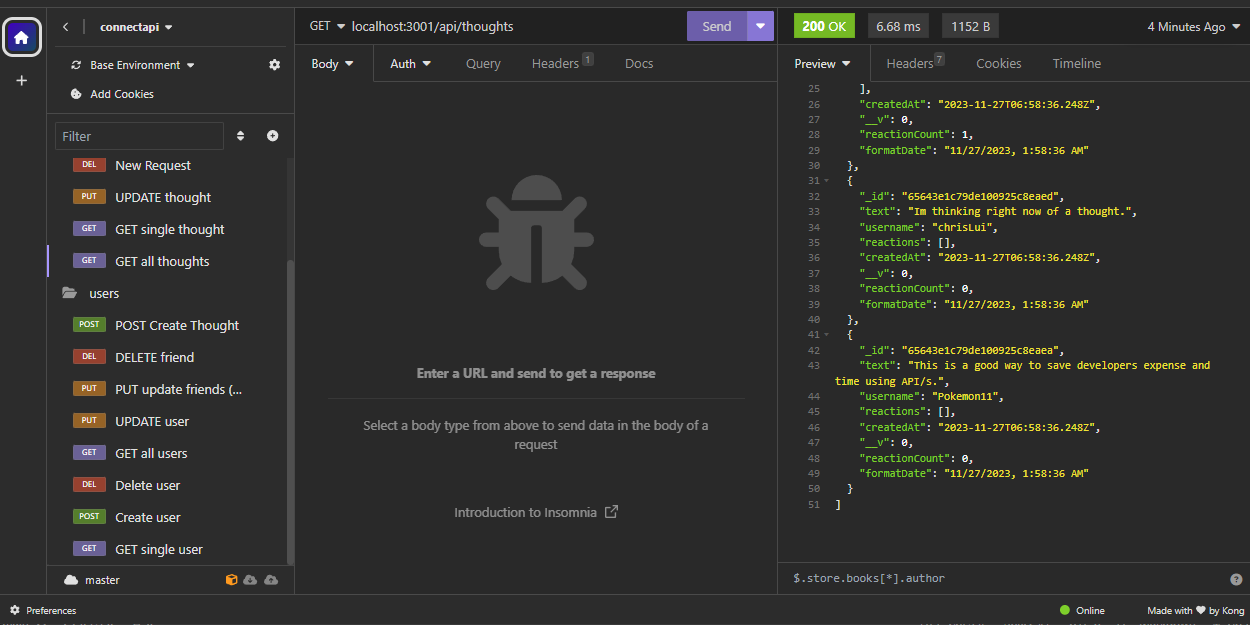 connectapi
GET localhost:3001/api/thoughts
Send
200 OK
6.68 ms
1152 B
4 Minutes Ago
Base Environment
Add Cookies
Filter
DEL New Request
PUT UPDATE thought
GET GET single thought
GET GET all thoughts
users
POST POST Create Thought
DEL DELETE friend
PUT PUT update friends (...
PUT UPDATE user
GET GET all users
DEL Delete user
POST Create user
GET GET single user
master
Body
Auth
Query
Headers 1
Docs
Enter a URL and send to get a response
Select a body type from above to send data in the body of a
request
Introduction to Insomnia
Preview
Headers 7
Cookies
Timeline
25 ],
26 "createdAt": "2023-11-27T06:58:36.248Z",
27 "__v": 0,
28 "reactionCount": 1,
29 "formatDate": "11/27/2023, 1:58:36 AM"
30 },
31 {
32 "_id": "65643e1c79de100925c8eaed",
33 "text": "Im thinking right now of a thought.",
34 "username": "chrisLui",
35 "reactions": [],
36 "createdAt": "2023-11-27T06:58:36.248Z",
37 "__v": 0,
38 "reactionCount": 0,
39 "formatDate": "11/27/2023, 1:58:36 AM"
40 },
41 {
42 "_id": "65643e1c79de100925c8eaea",
43 "text": "This is a good way to save developers expense and
time using API/s.",
44 "username": "Pokemon11",
45 "reactions": [],
46 "createdAt": "2023-11-27T06:58:36.248Z",
47 "__v": 0,
48 "reactionCount": 0,
49 "formatDate": "11/27/2023, 1:58:36 AM"
50 }
51 ]
$.store.books[*].author
Preferences
Online
Made with ❤ by Kong